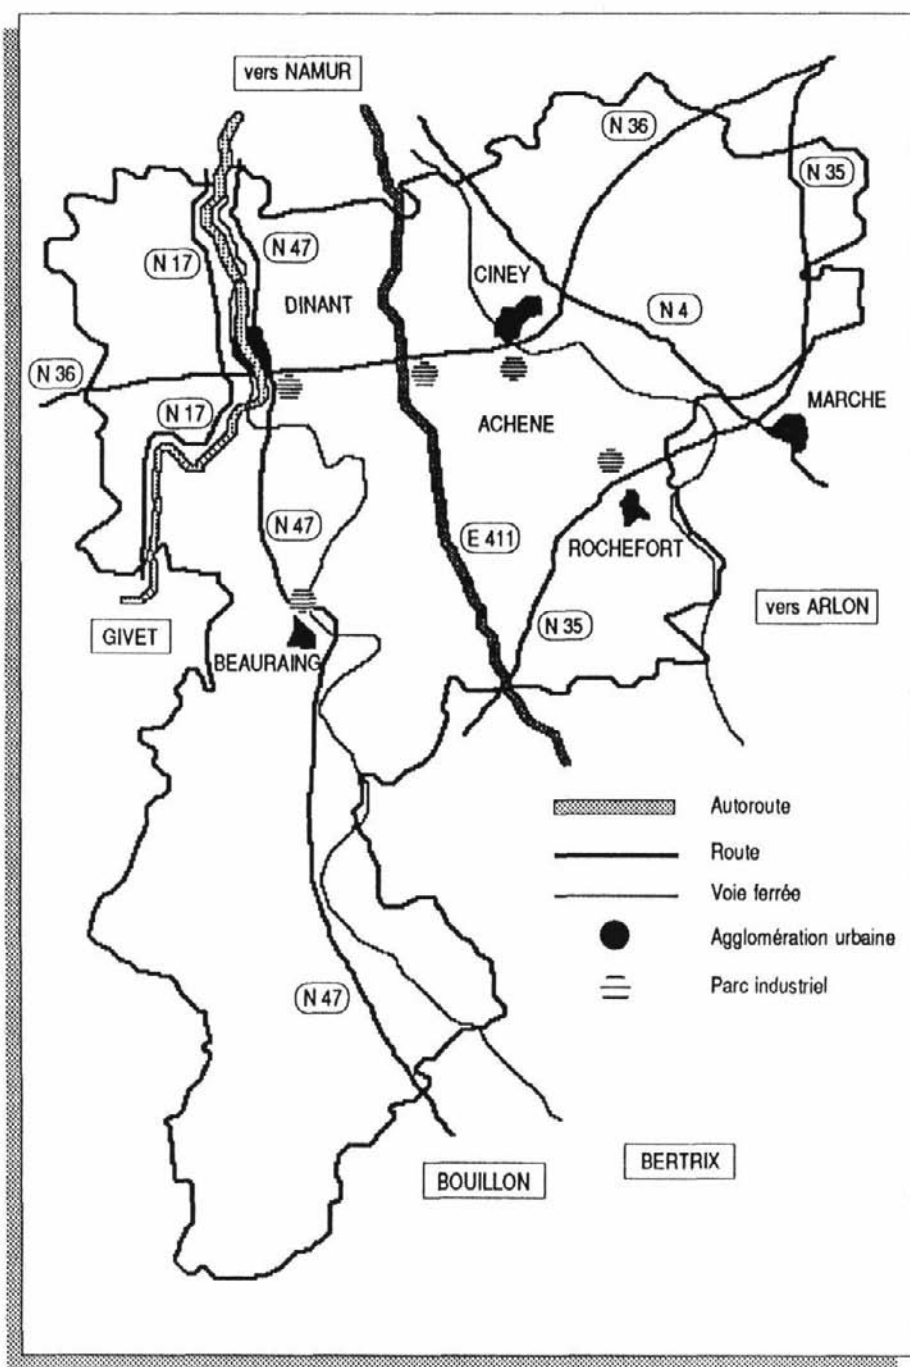 vers NAMUR
N 36
N 35
N 17
N 47
CINEY
DINANT
N 4
N 36
MARCHE
N 17
ACHENE
N 47
E 411
ROCHEFORT
vers ARLON
N 35
GIVET
BEAURAING
Autoroute
Route
Voie ferrée
Agglomération urbaine
Parc industriel
N 47
BERTRIX
BOUILLON